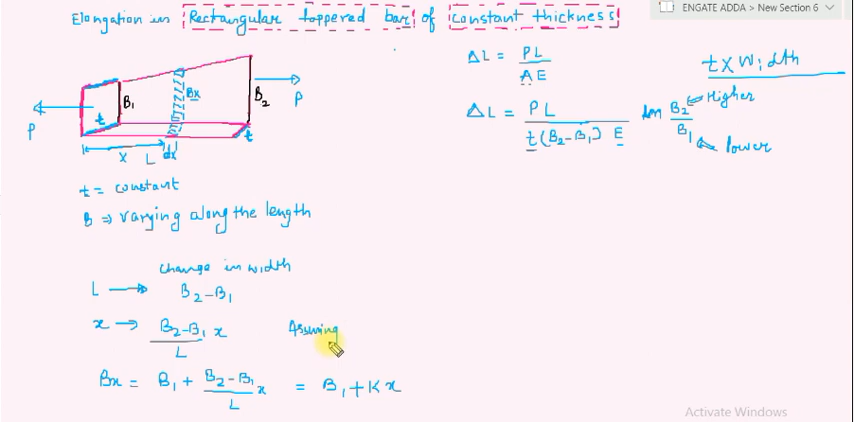 ENGATE ADDA > New Section 6
Elongation in Rectangular toppered bar of constant thickness
ΔL = PL / AE
t x Width
ΔL = PL / t(B2-B1) E ln B2/B1
Higher
lower
P
t
B1
Bx
B2
P
t
x L dx
t = constant
B => varying along the length
change in width
L → B2-B1
x → B2-B1/L x
Assuming
Bx = B1 + B2-B1/L x = B1 + Kx
Activate Windows